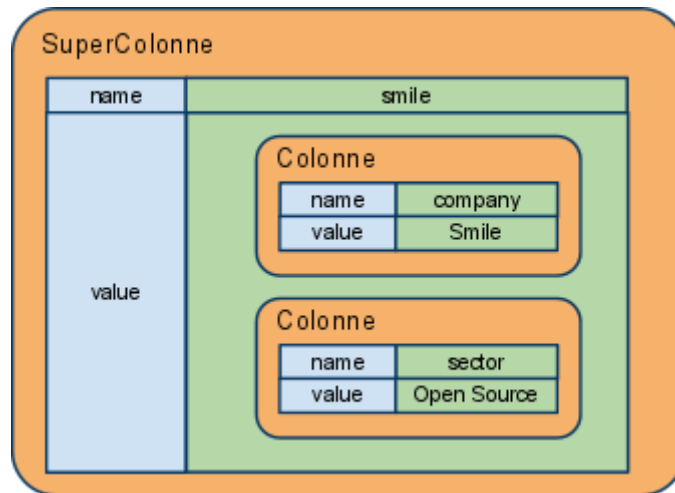 SuperColonne
name smile
Colonne
name company
value Smile
value
Colonne
name sector
value Open Source